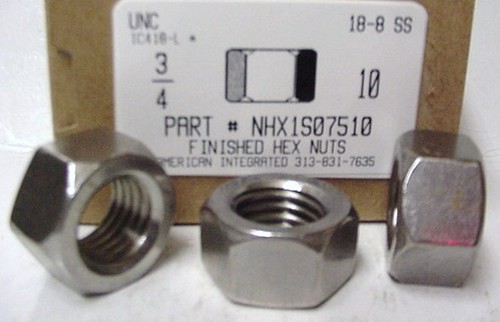 UNC 18-8 SS
IC410-L *
3/4 10
PART # NHX1S07510
FINISHED HEX NUTS
AMERICAN INTEGRATED 313-831-7635